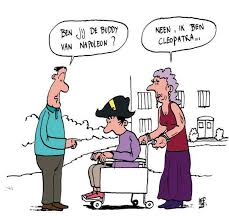 BEN JIJ DE BUDDY
VAN NAPOLEON?
NEEN, IK BEN
CLEOPATRA...